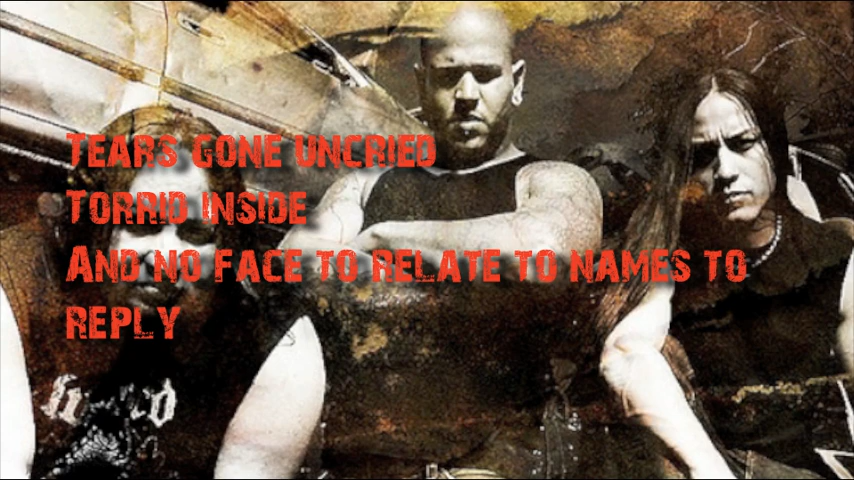 Tears gone uncried
Torrid inside
And no face to relate to names to
reply